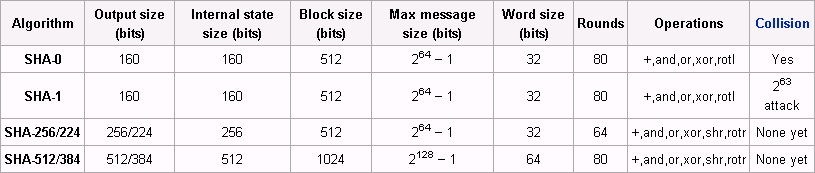 Algorithm Output size (bits) Internal state size (bits) Block size (bits) Max message size (bits) Word size (bits) Rounds Operations Collision
SHA-0 160 160 512 2^64 − 1 32 80 +,and,or,xor,rotl Yes
SHA-1 160 160 512 2^64 − 1 32 80 +,and,or,xor,rotl 2^63 attack
SHA-256/224 256/224 256 512 2^64 − 1 32 64 +,and,or,xor,shr,rotr None yet
SHA-512/384 512/384 512 1024 2^128 − 1 64 80 +,and,or,xor,shr,rotr None yet